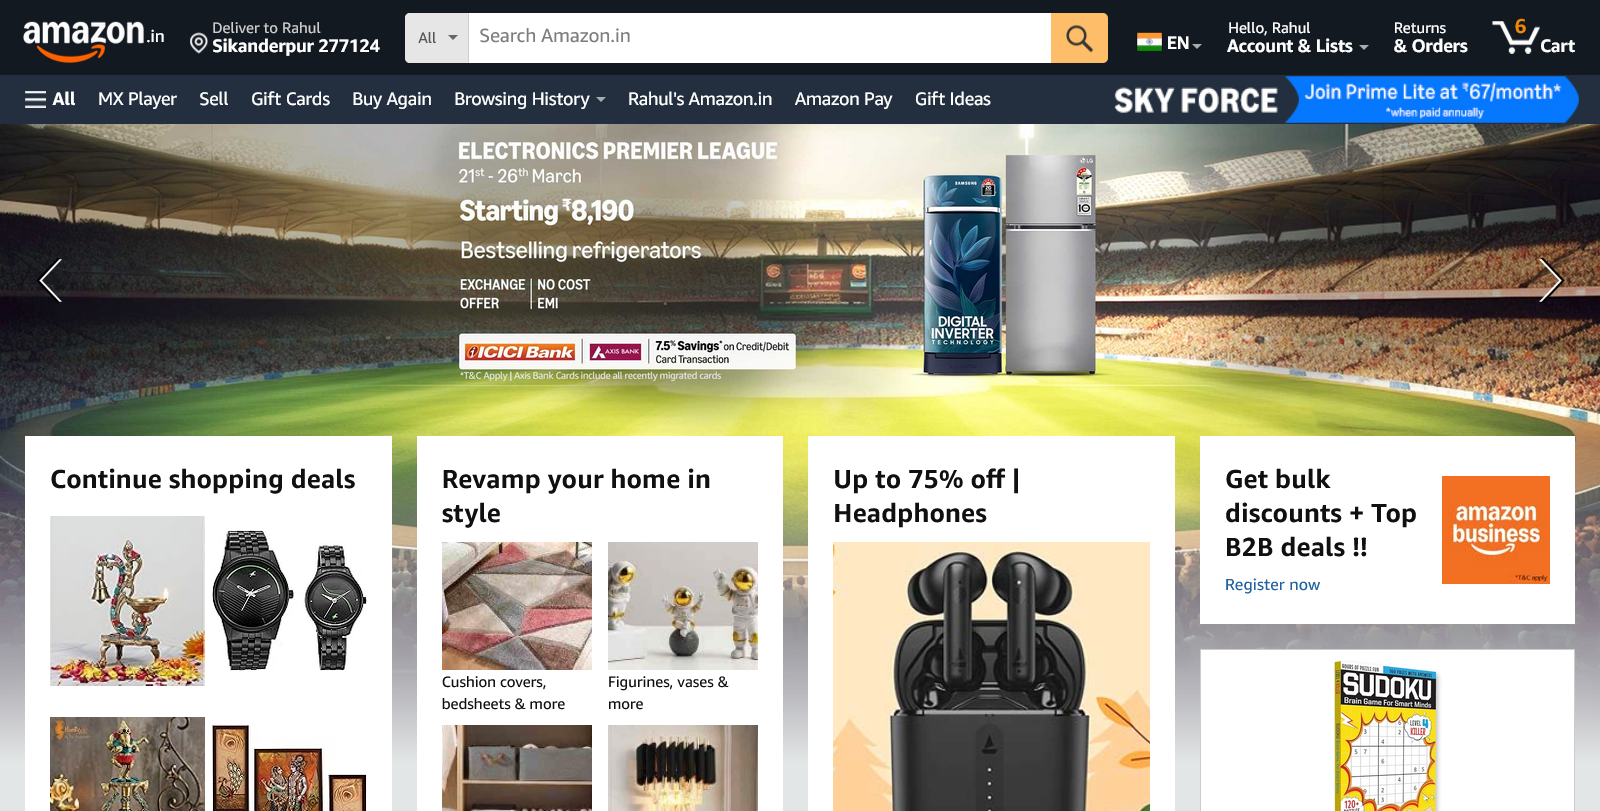 amazon.in
Deliver to Rahul
Sikanderpur 277124
All
Search Amazon.in
EN
Hello, Rahul
Account & Lists
Returns
& Orders
6
Cart
All
MX Player
Sell
Gift Cards
Buy Again
Browsing History
Rahul's Amazon.in
Amazon Pay
Gift Ideas
SKY FORCE
Join Prime Lite at ₹67/month*
*when paid annually
ELECTRONICS PREMIER LEAGUE
21st - 26th March
Starting ₹8,190
Bestselling refrigerators
EXCHANGE OFFER
NO COST EMI
ICICI Bank
AXIS BANK
7.5% Savings* on Credit/Debit
Card Transaction
*T&C Apply | Axis Bank Cards include all recently migrated cards
SAMSUNG
LG
DIGITAL
INVERTER
TECHNOLOGY
Continue shopping deals
Revamp your home in
style
Cushion covers,
bedsheets & more
Figurines, vases &
more
Up to 75% off |
Headphones
Get bulk
discounts + Top
B2B deals !!
Register now
amazon
business
*T&C apply
SUDOKU
Brain Game For Smart Minds
LEVEL 4
KILLER
120+